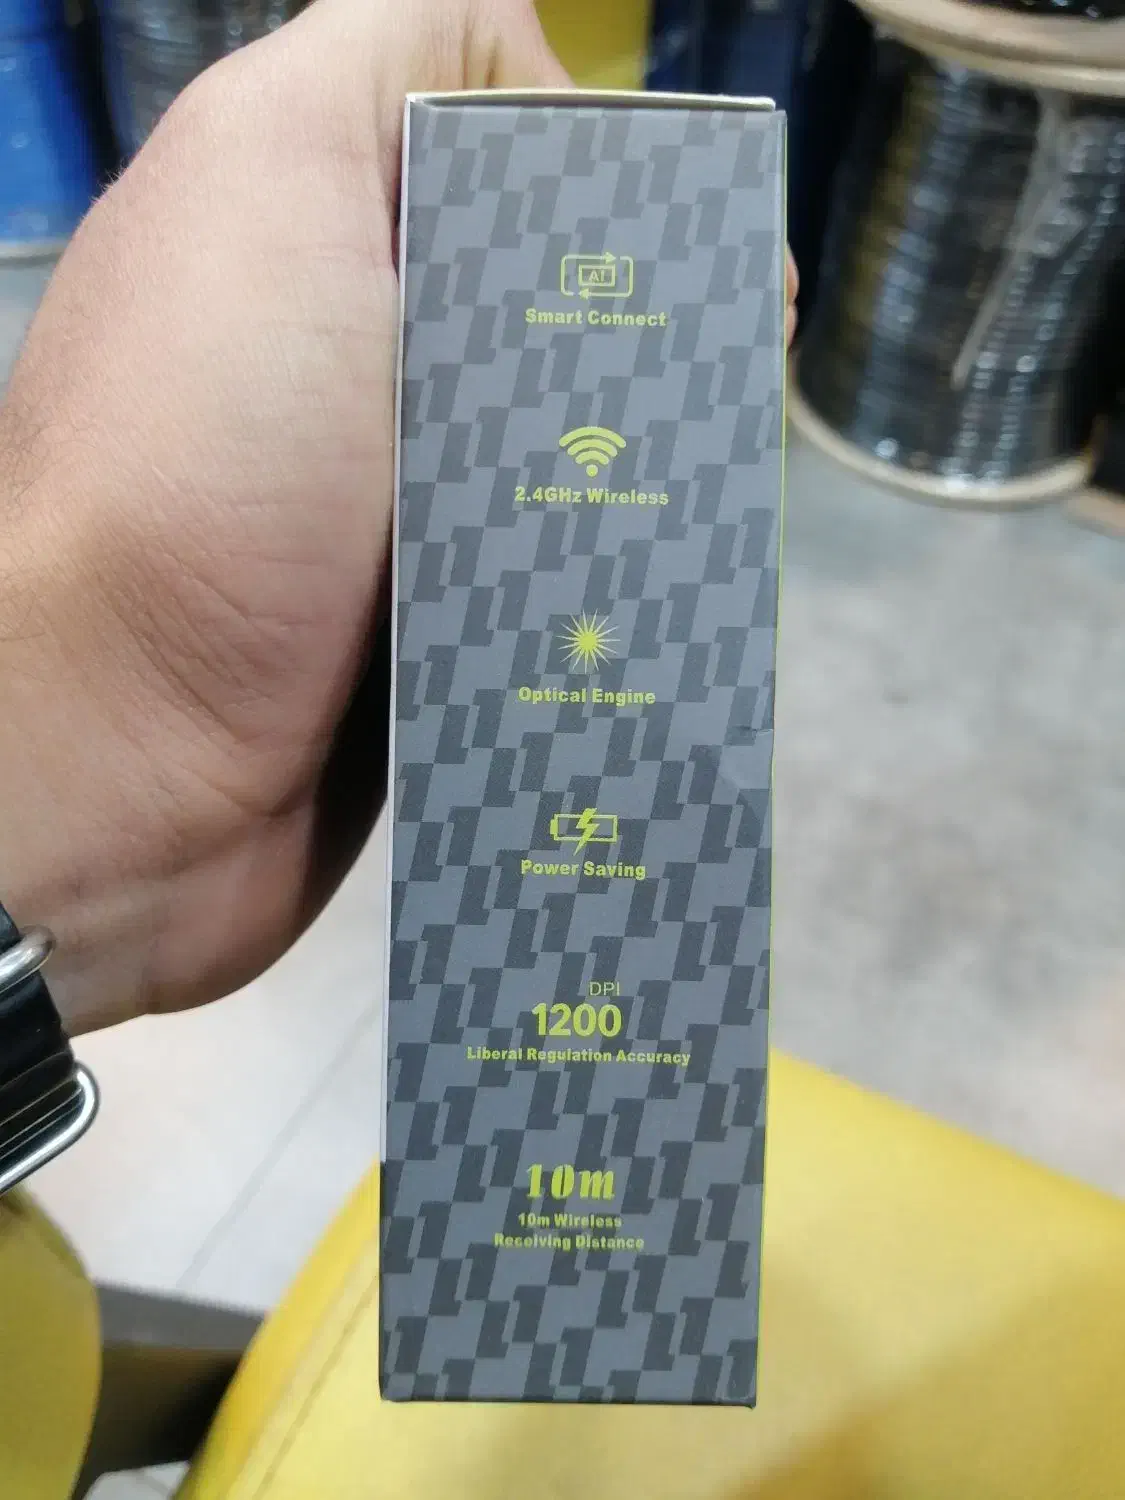 AI
Smart Connect
2.4GHz Wireless
Optical Engine
Power Saving
DPI
1200
Liberal Regulation Accuracy
10m
10m Wireless
Receiving Distance